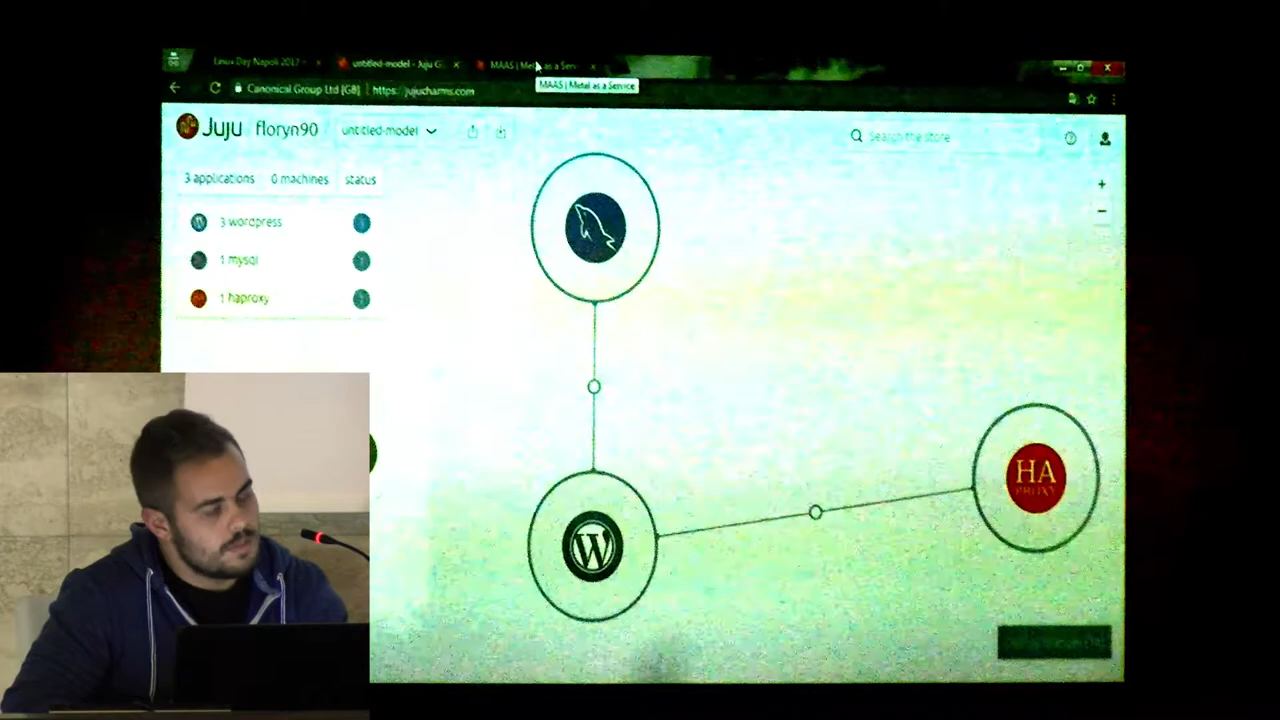 Linux Day Napoli 2017
untitled-model - Juju G
MAAS | Metal as a Serv
MAAS | Metal as a Service
Canonical Group Ltd [GB] | https://jujucharms.com
Juju floryn90 untitled-model
Search the store
3 applications 0 machines status
3 wordpress
1 mysql
1 haproxy
W
HA
PROXY